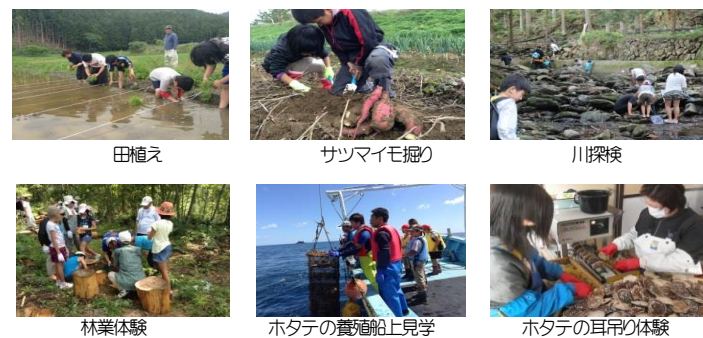 田植え
サツマイモ掘り
川探検
林業体験
ホタテの養殖船上見学
ホタテの耳吊り体験